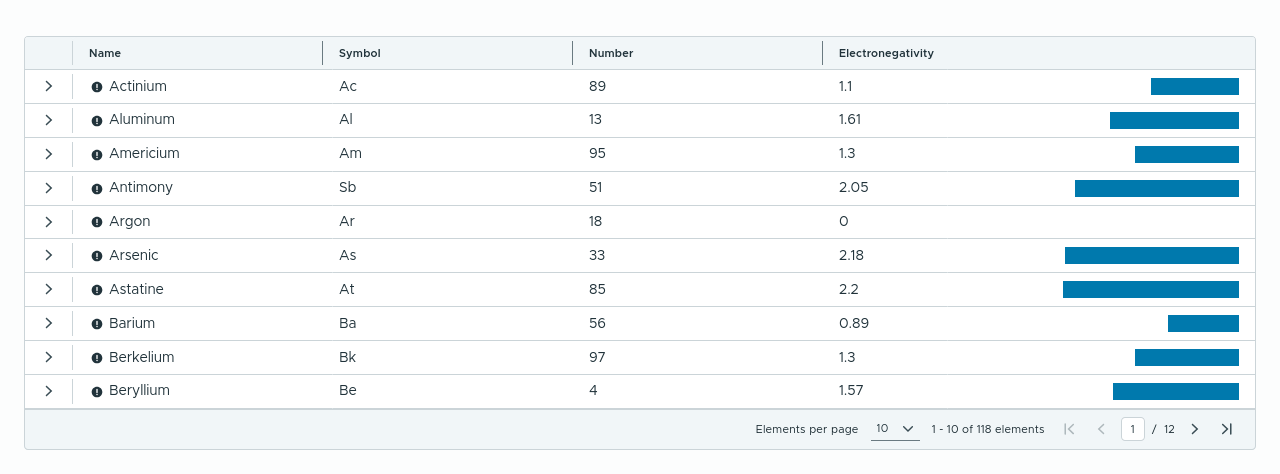 Name Symbol Number Electronegativity
Actinium Ac 89 1.1
Aluminum Al 13 1.61
Americium Am 95 1.3
Antimony Sb 51 2.05
Argon Ar 18 0
Arsenic As 33 2.18
Astatine At 85 2.2
Barium Ba 56 0.89
Berkelium Bk 97 1.3
Beryllium Be 4 1.57
Elements per page 10 1 - 10 of 118 elements 1 / 12